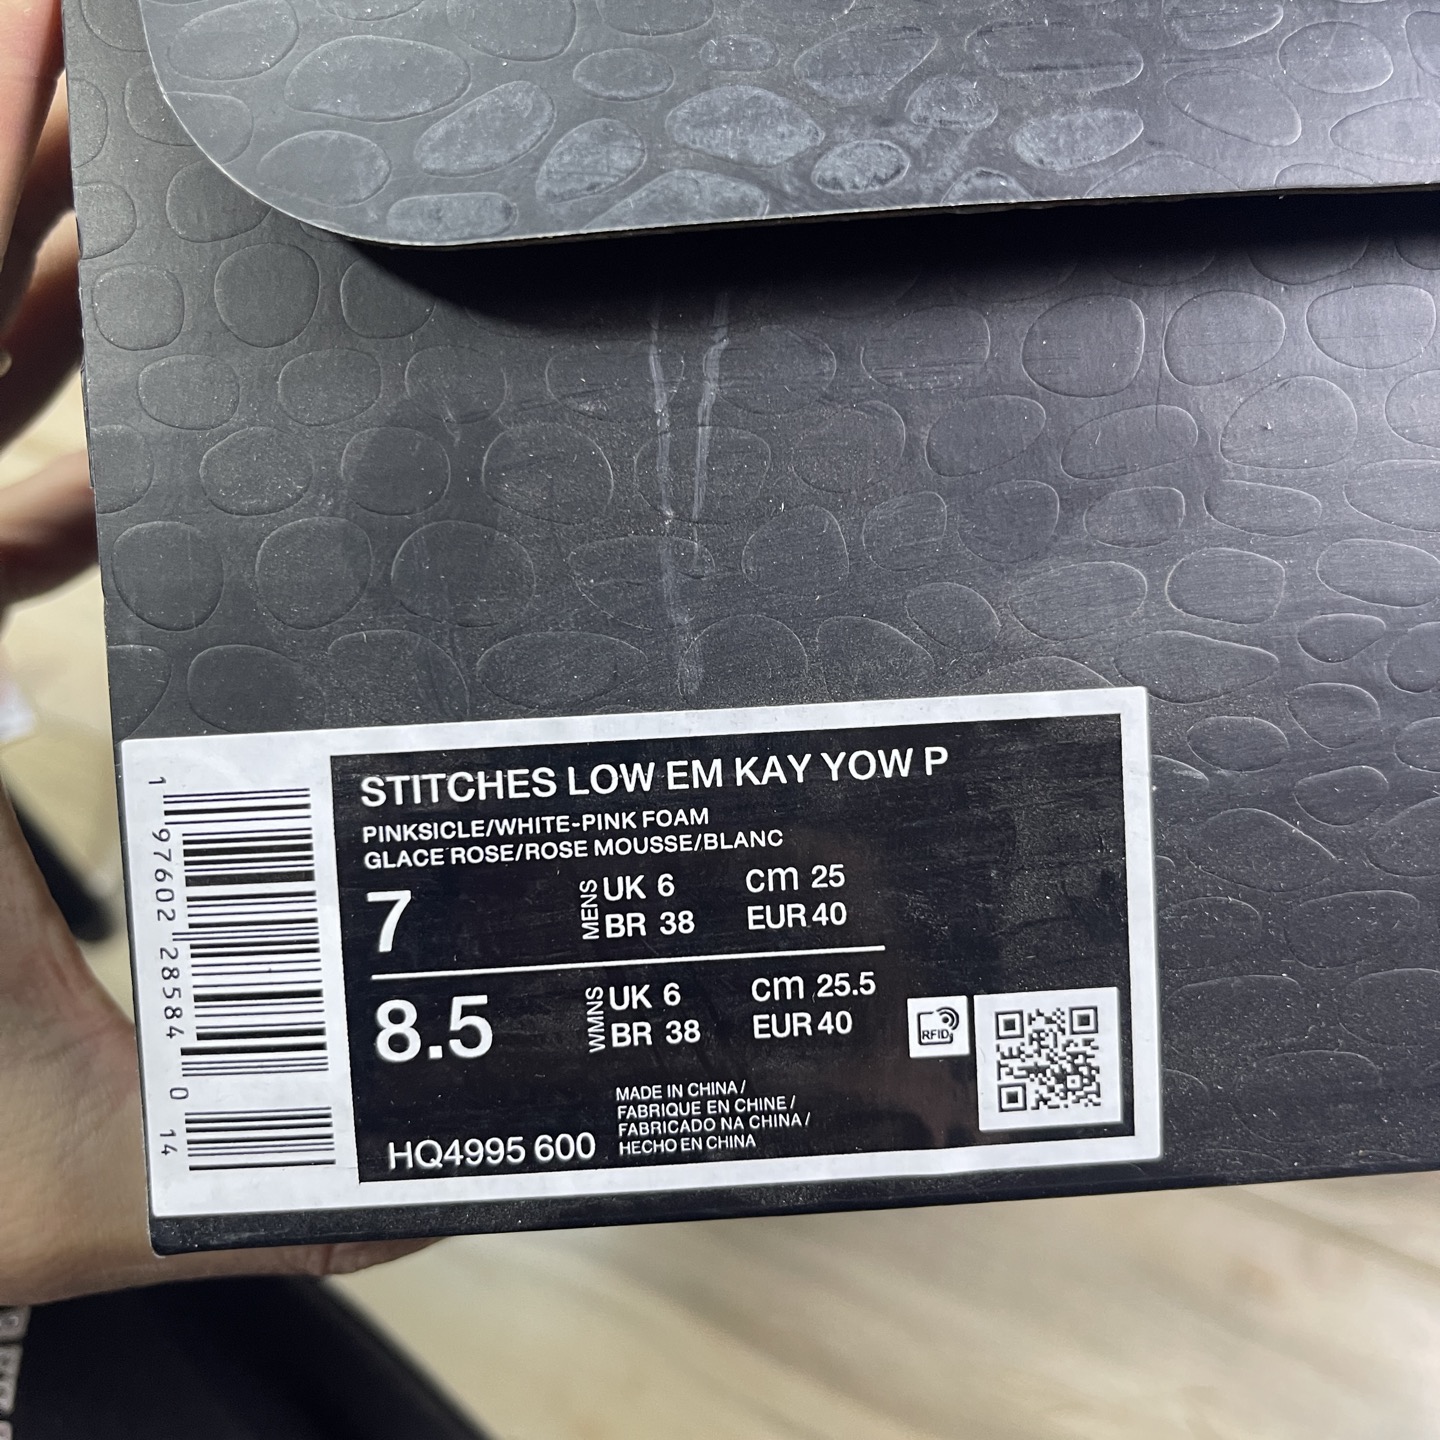 STITCHES LOW EM KAY YOW P
PINKSICLE/WHITE-PINK FOAM
GLACE ROSE/ROSE MOUSSE/BLANC
7 MENS UK 6 cm 25
BR 38 EUR 40
8.5 WMNS UK 6 cm 25.5
BR 38 EUR 40
RFID
MADE IN CHINA /
FABRIQUE EN CHINE /
FABRICADO NA CHINA /
HECHO EN CHINA
HQ4995 600
1 97602 28584 0 14